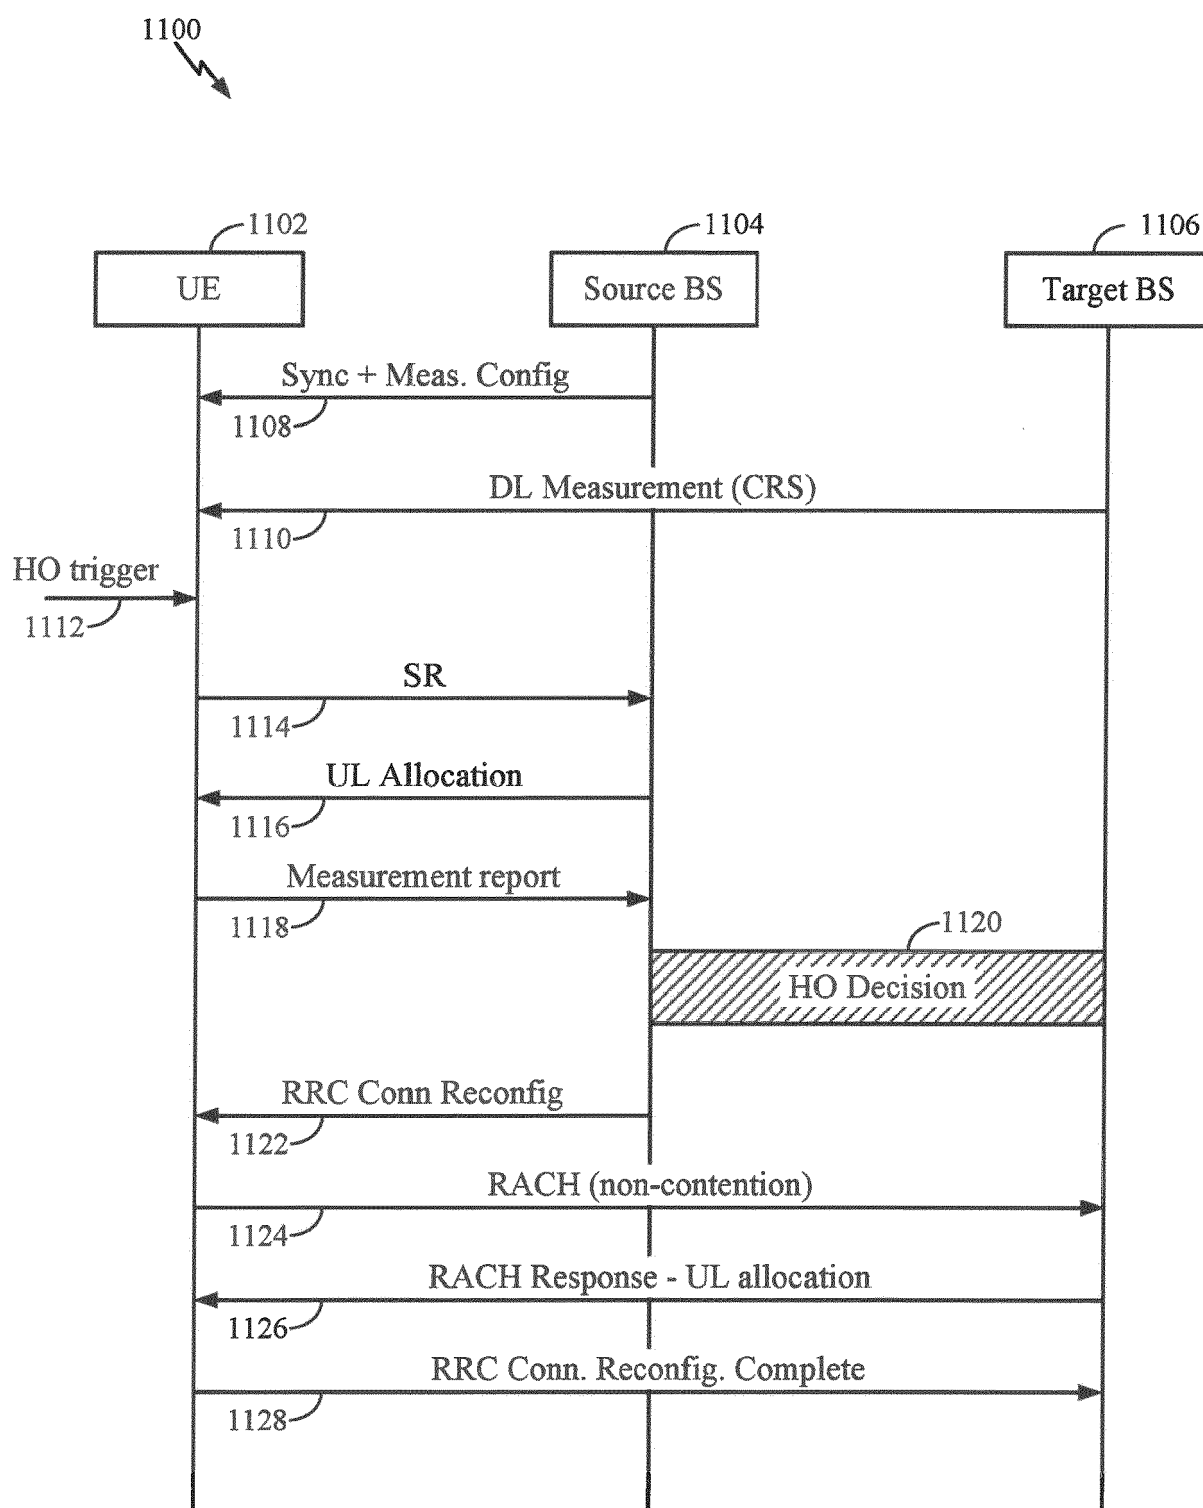 1100
1102
1104
1106
UE
Source BS
Target BS
Sync + Meas. Config
1108
DL Measurement (CRS)
1110
HO trigger
1112
SR
1114
UL Allocation
1116
Measurement report
1118
1120
HO Decision
RRC Conn Reconfig
1122
RACH (non-contention)
1124
RACH Response - UL allocation
1126
RRC Conn. Reconfig. Complete
1128